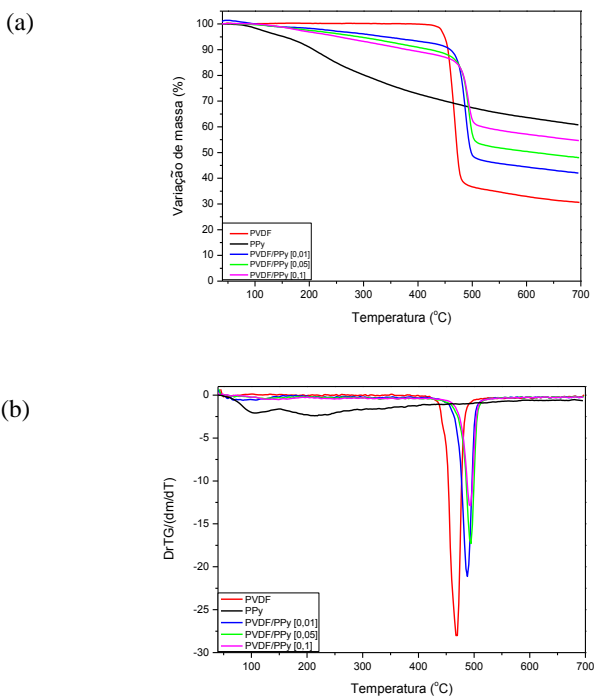 (a)
Variação de massa (%)
100
90
80
70
60
50
40
30
20
10
0
PVDF
PPy
PVDF/PPy [0,01]
PVDF/PPy [0,05]
PVDF/PPy [0,1]
100 200 300 400 500 600 700
Temperatura (°C)
(b)
DrTG/(dm/dT)
0
-5
-10
-15
-20
-25
-30
PVDF
PPy
PVDF/PPy [0,01]
PVDF/PPy [0,05]
PVDF/PPy [0,1]
100 200 300 400 500 600 700
Temperatura (°C)